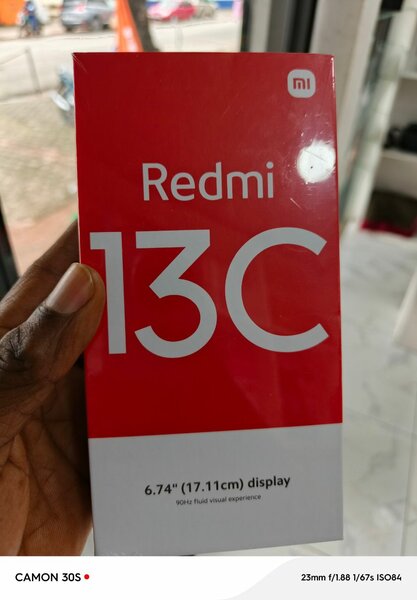 mi
Redmi
13C
6.74" (17.11cm) display
90Hz fluid visual experience
CAMON 30S
23mm f/1.88 1/67s ISO84